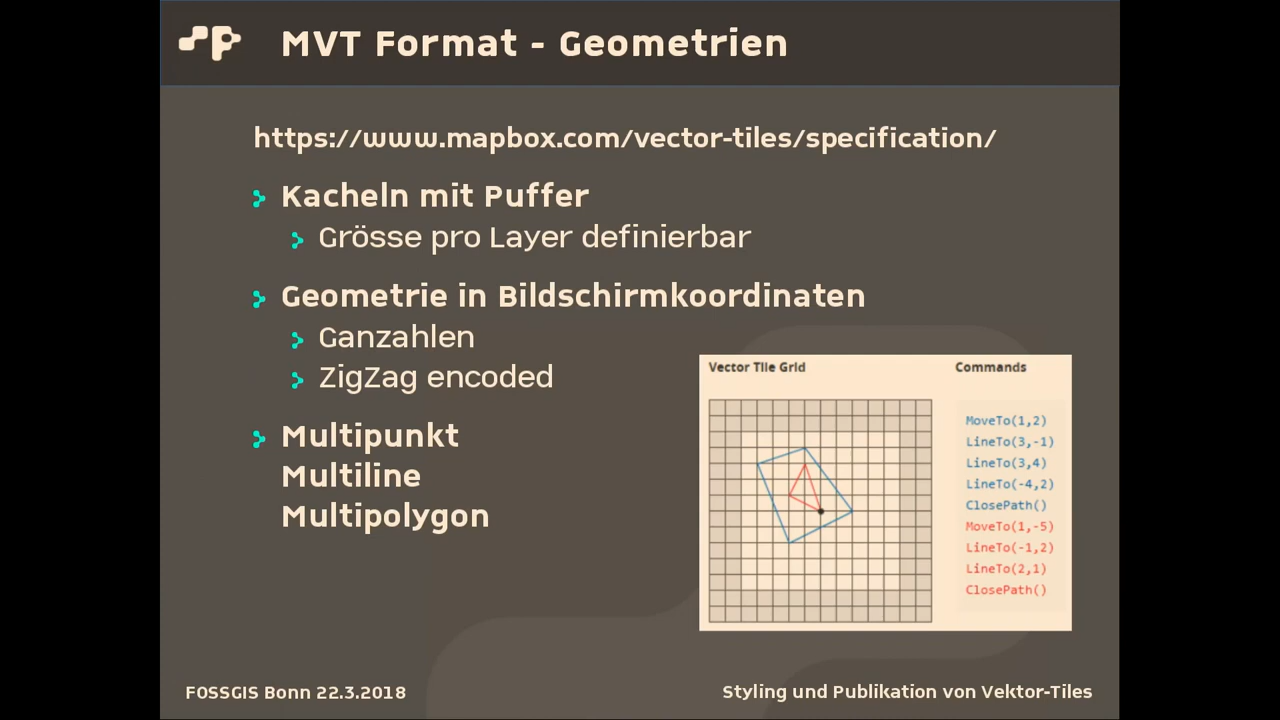 MVT Format - Geometrien
https://www.mapbox.com/vector-tiles/specification/
Kacheln mit Puffer
Grösse pro Layer definierbar
Geometrie in Bildschirmkoordinaten
Ganzahlen
ZigZag encoded
Multipunkt
Multiline
Multipolygon
Vector Tile Grid
Commands
MoveTo(1,2)
LineTo(3,-1)
LineTo(3,4)
LineTo(-4,2)
ClosePath()
MoveTo(1,-5)
LineTo(-1,2)
LineTo(2,1)
ClosePath()
FOSSGIS Bonn 22.3.2018
Styling und Publikation von Vektor-Tiles